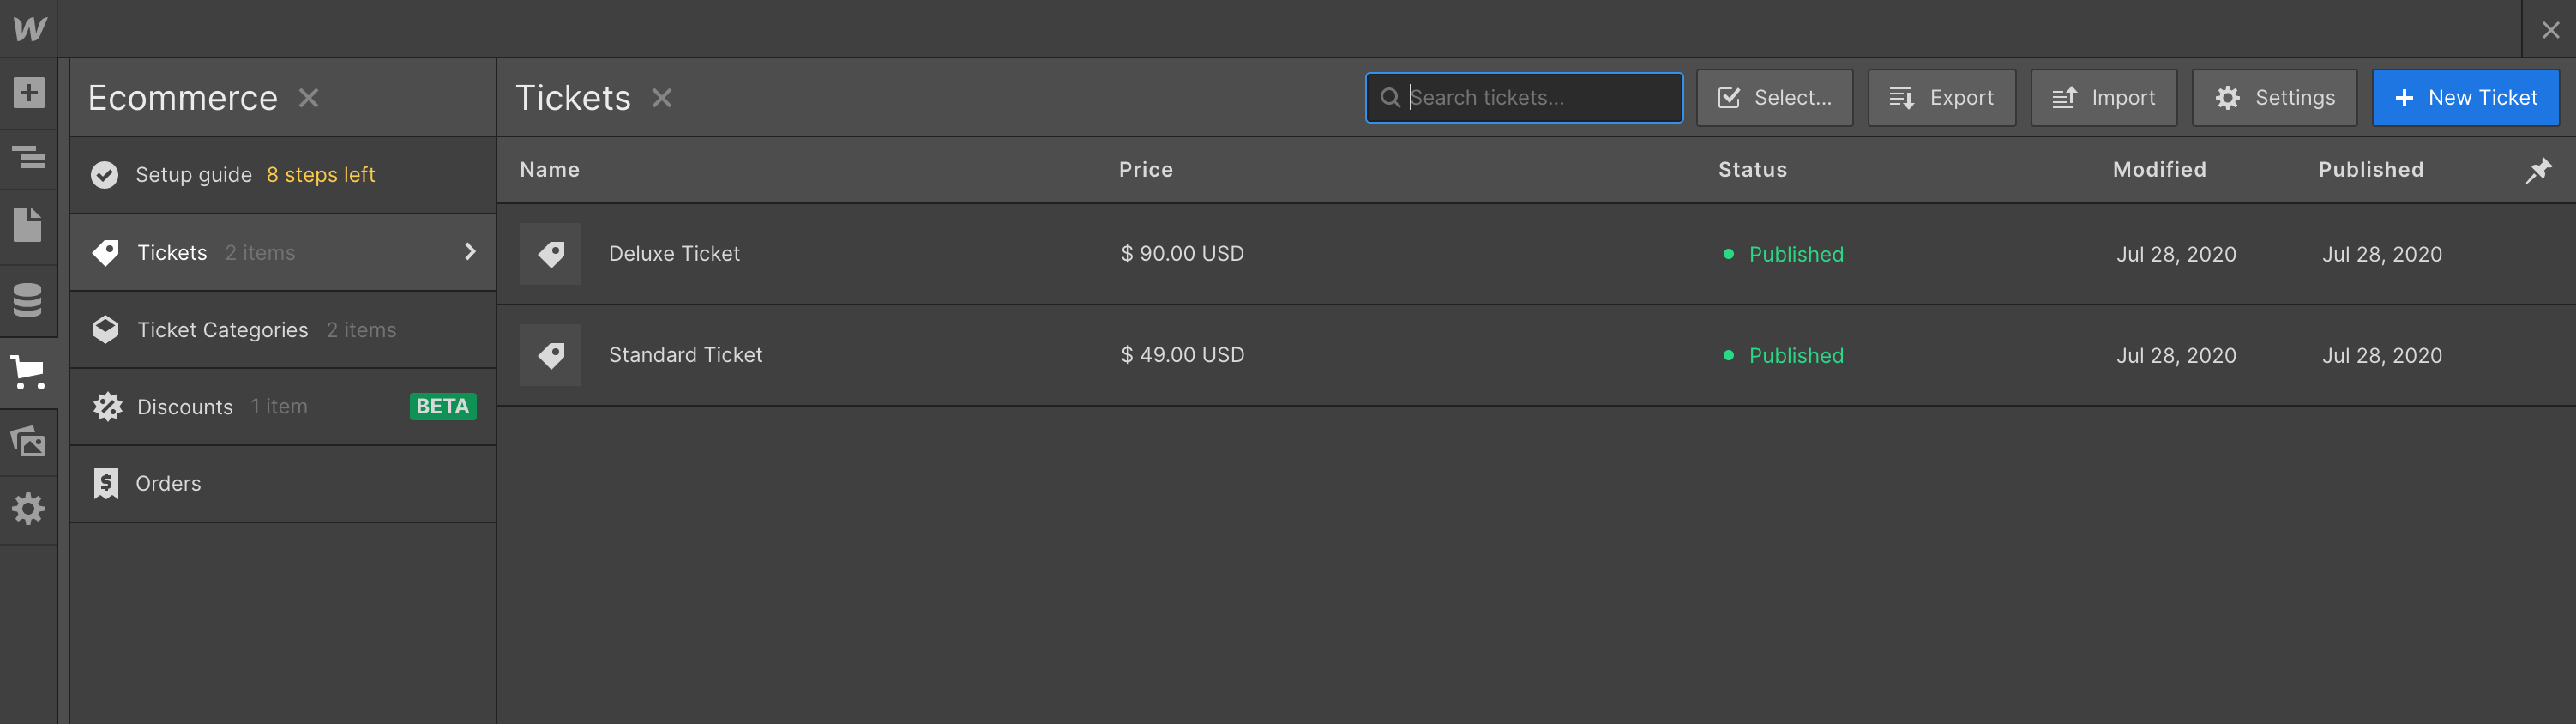 Ecommerce
Tickets
Search tickets...
Select...
Export
Import
Settings
New Ticket
Setup guide 8 steps left
Tickets 2 items
Ticket Categories 2 items
Discounts 1 item BETA
Orders
Name Price Status Modified Published
Deluxe Ticket $ 90.00 USD Published Jul 28, 2020 Jul 28, 2020
Standard Ticket $ 49.00 USD Published Jul 28, 2020 Jul 28, 2020